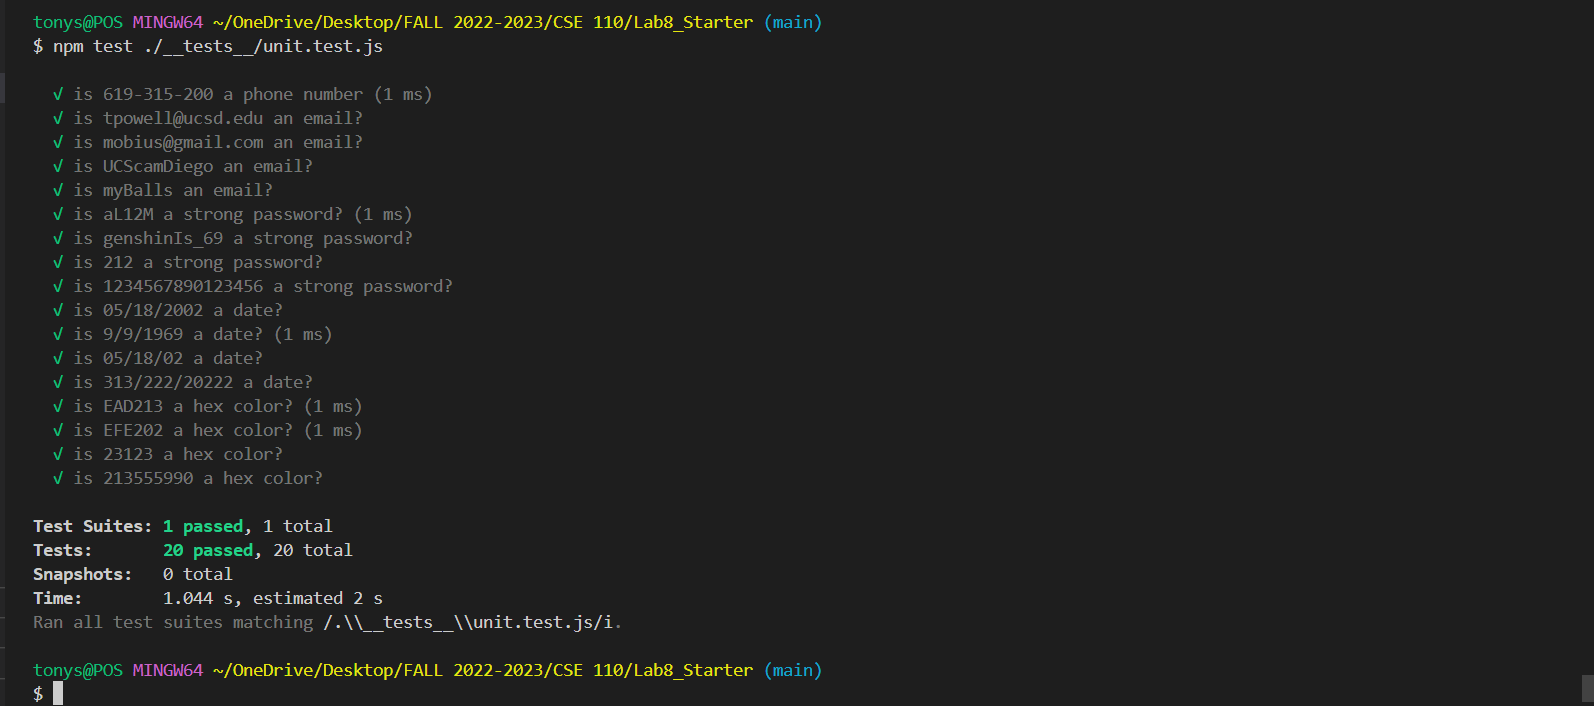 tonys@POS MINGW64 ~/OneDrive/Desktop/FALL 2022-2023/CSE 110/Lab8_Starter (main)
$ npm test ./__tests__/unit.test.js
√ is 619-315-200 a phone number (1 ms)
√ is tpowell@ucsd.edu an email?
√ is mobius@gmail.com an email?
√ is UCScamDiego an email?
√ is myBalls an email?
√ is aL12M a strong password? (1 ms)
√ is genshinIs_69 a strong password?
√ is 212 a strong password?
√ is 1234567890123456 a strong password?
√ is 05/18/2002 a date?
√ is 9/9/1969 a date? (1 ms)
√ is 05/18/02 a date?
√ is 313/222/20222 a date?
√ is EAD213 a hex color? (1 ms)
√ is EFE202 a hex color? (1 ms)
√ is 23123 a hex color?
√ is 213555990 a hex color?
Test Suites: 1 passed, 1 total
Tests:       20 passed, 20 total
Snapshots:   0 total
Time:        1.044 s, estimated 2 s
Ran all test suites matching /.\\__tests__\\unit.test.js/i.
tonys@POS MINGW64 ~/OneDrive/Desktop/FALL 2022-2023/CSE 110/Lab8_Starter (main)
$